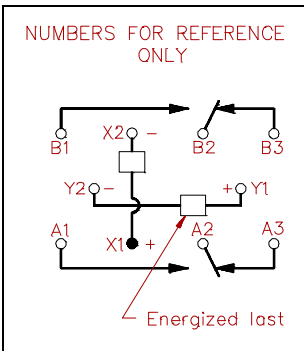 NUMBERS FOR REFERENCE
ONLY
X2 -
B1 B2 B3
Y2 - + Y1
A1 X1 + A2 A3
Energized last